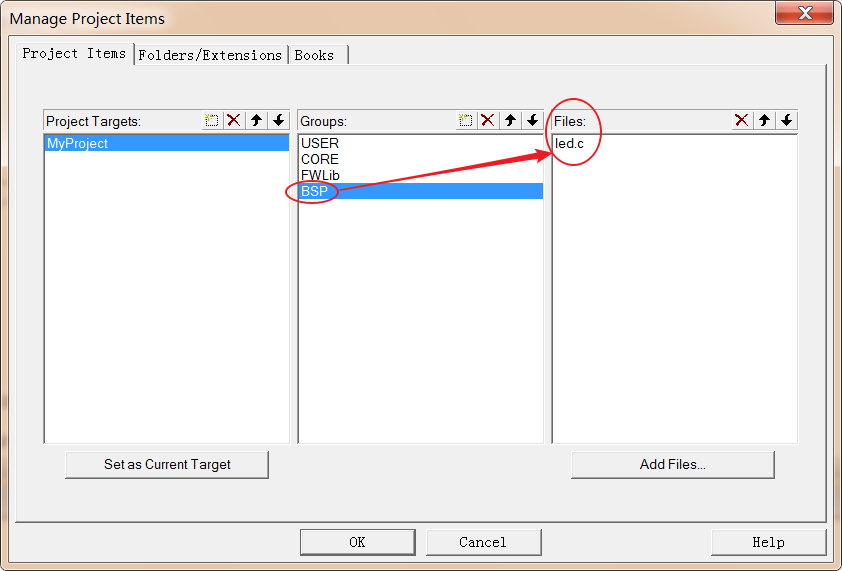 Manage Project Items
Project Items Folders/Extensions Books
Project Targets: Groups: Files:
MyProject USER led.c
CORE
FWLib
BSP
Set as Current Target Add Files...
OK Cancel Help